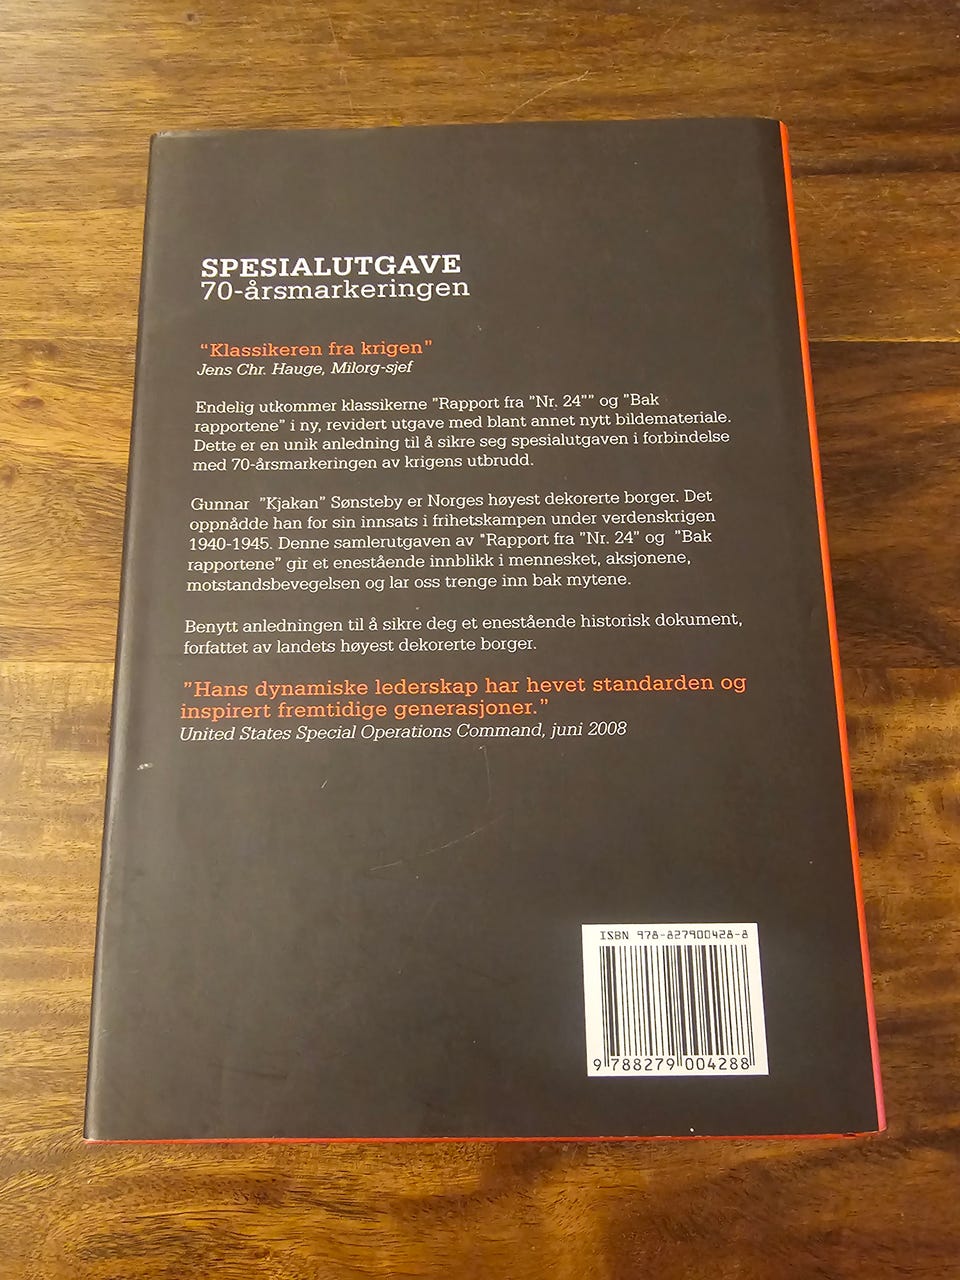 SPESIALUTGAVE
70-årsmarkeringen
“Klassikeren fra krigen”
Jens Chr. Hauge, Milorg-sjef
Endelig utkommer klassikerne ”Rapport fra ”Nr. 24”” og ”Bak
rapportene” i ny, revidert utgave med blant annet nytt bildemateriale.
Dette er en unik anledning til å sikre seg spesialutgaven i forbindelse
med 70-årsmarkeringen av krigens utbrudd.
Gunnar ”Kjakan” Sønsteby er Norges høyest dekorerte borger. Det
oppnådde han for sin innsats i frihetskampen under verdenskrigen
1940-1945. Denne samlerutgaven av "Rapport fra ”Nr. 24” og ”Bak
rapportene” gir et enestående innblikk i mennesket, aksjonene,
motstandsbevegelsen og lar oss trenge inn bak mytene.
Benytt anledningen til å sikre deg et enestående historisk dokument,
forfattet av landets høyest dekorerte borger.
”Hans dynamiske lederskap har hevet standarden og
inspirert fremtidige generasjoner.”
United States Special Operations Command, juni 2008
ISBN 978-827900428-8
9 788279 004288